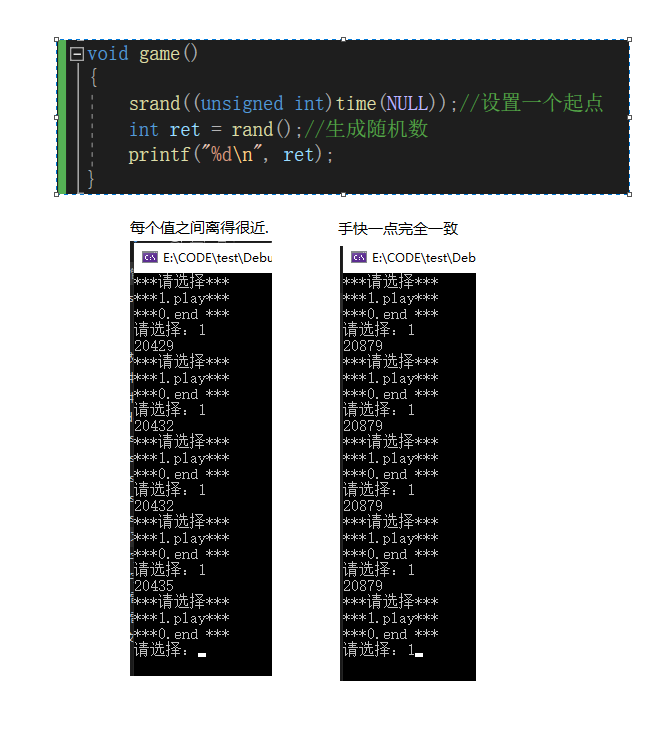 void game()
{
srand((unsigned int)time(NULL));//设置一个起点
int ret = rand();//生成随机数
printf("%d\n", ret);
}
每个值之间离得很近.
E:\CODE\test\Debu
***请选择***
***1.play***
***0.end ***
请选择：1
20429
***请选择***
***1.play***
***0.end ***
请选择：1
20432
***请选择***
***1.play***
***0.end ***
请选择：1
20432
***请选择***
***1.play***
***0.end ***
请选择：1
20435
***请选择***
***1.play***
***0.end ***
请选择：
手快一点完全一致
E:\CODE\test\Deb
***请选择***
***1.play***
***0.end ***
请选择：1
20879
***请选择***
***1.play***
***0.end ***
请选择：1
20879
***请选择***
***1.play***
***0.end ***
请选择：1
20879
***请选择***
***1.play***
***0.end ***
请选择：1
20879
***请选择***
***1.play***
***0.end ***
请选择：1